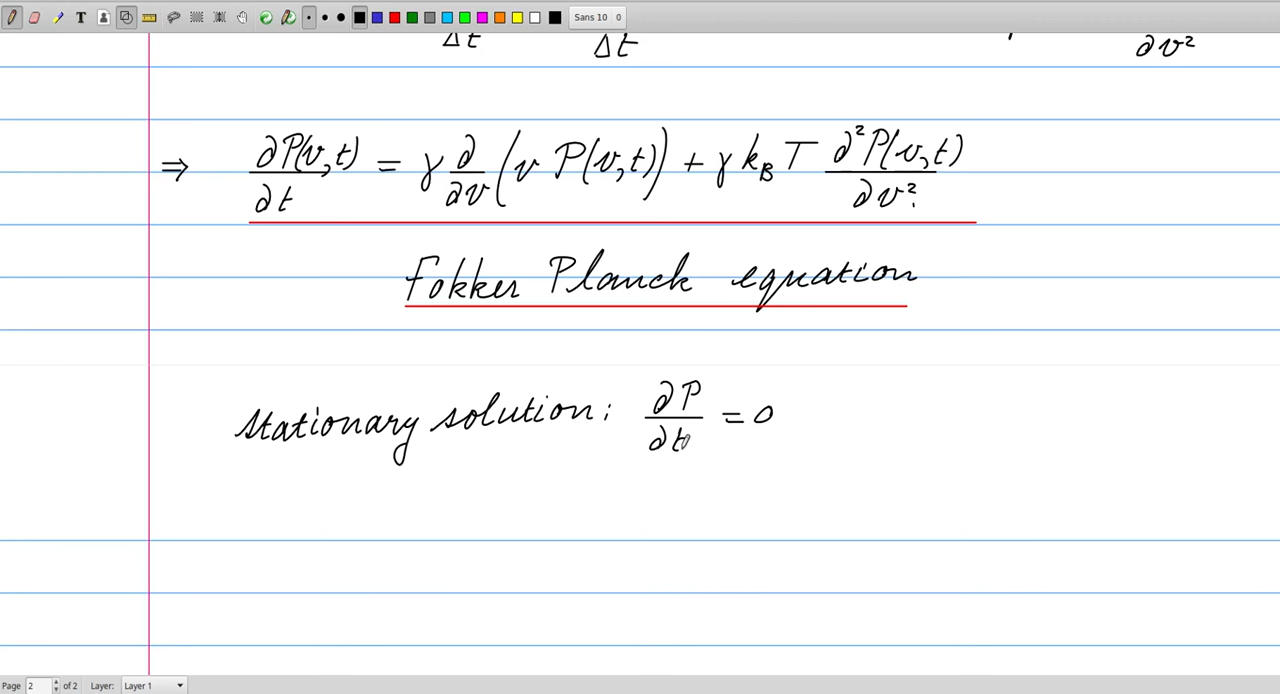 Sans 10 0
Δt Δt ∂v²
⇒ ∂P(v,t)/∂t = γ ∂/∂v (v P(v,t)) + γ k_B T ∂²P(v,t)/∂v²
Fokker Planck equation
Stationary solution: ∂P/∂t = 0
Page 2 of 2 Layer: Layer 1